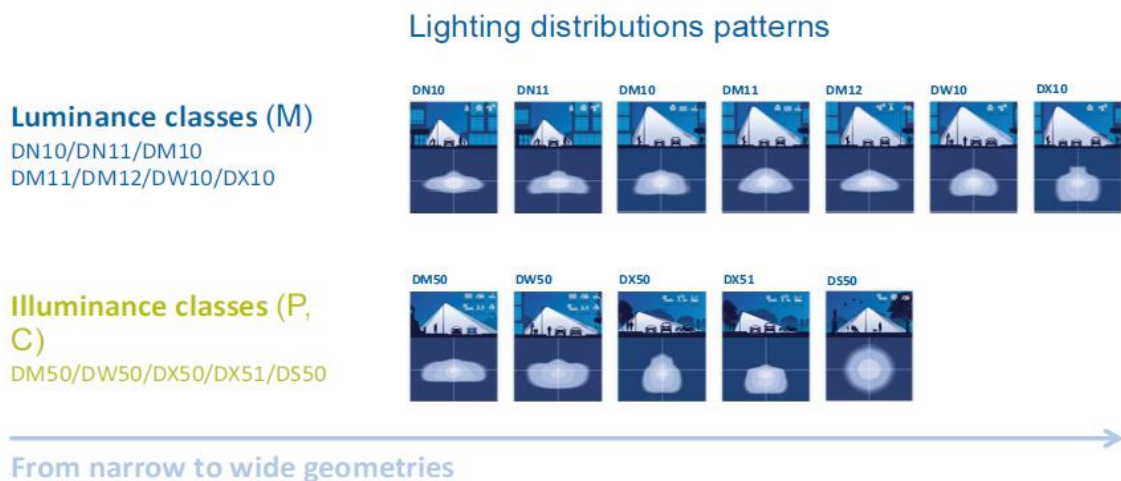 Lighting distributions patterns
Luminance classes (M)
DN10/DN11/DM10
DM11/DM12/DW10/DX10
DN10 DN11 DM10 DM11 DM12 DW10 DX10
Illuminance classes (P,
C)
DM50/DW50/DX50/DX51/DS50
DM50 DW50 DX50 DX51 DS50
From narrow to wide geometries